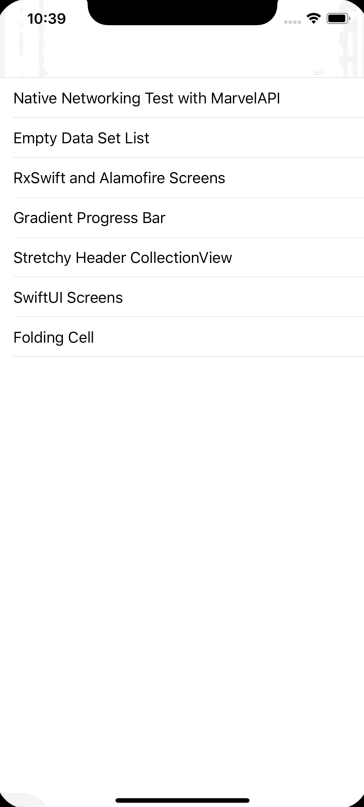 10:39
Native Networking Test with MarvelAPI
Empty Data Set List
RxSwift and Alamofire Screens
Gradient Progress Bar
Stretchy Header CollectionView
SwiftUI Screens
Folding Cell